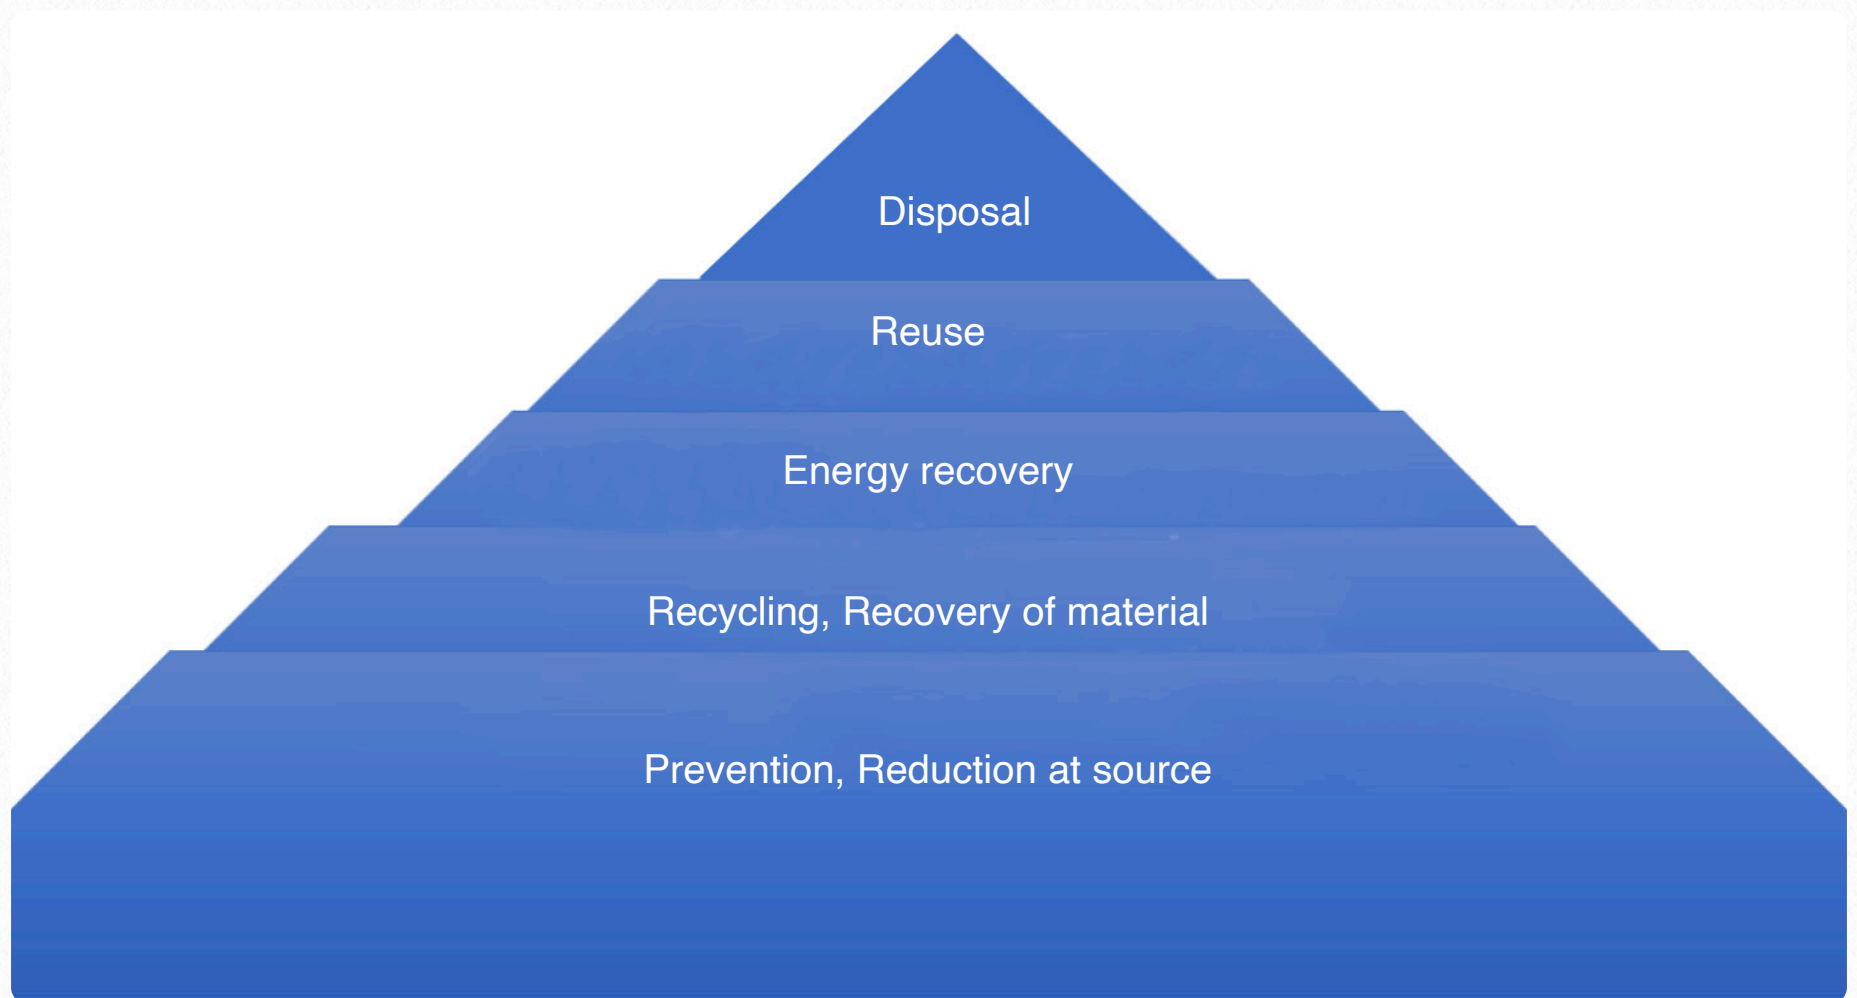 Disposal
Reuse
Energy recovery
Recycling, Recovery of material
Prevention, Reduction at source